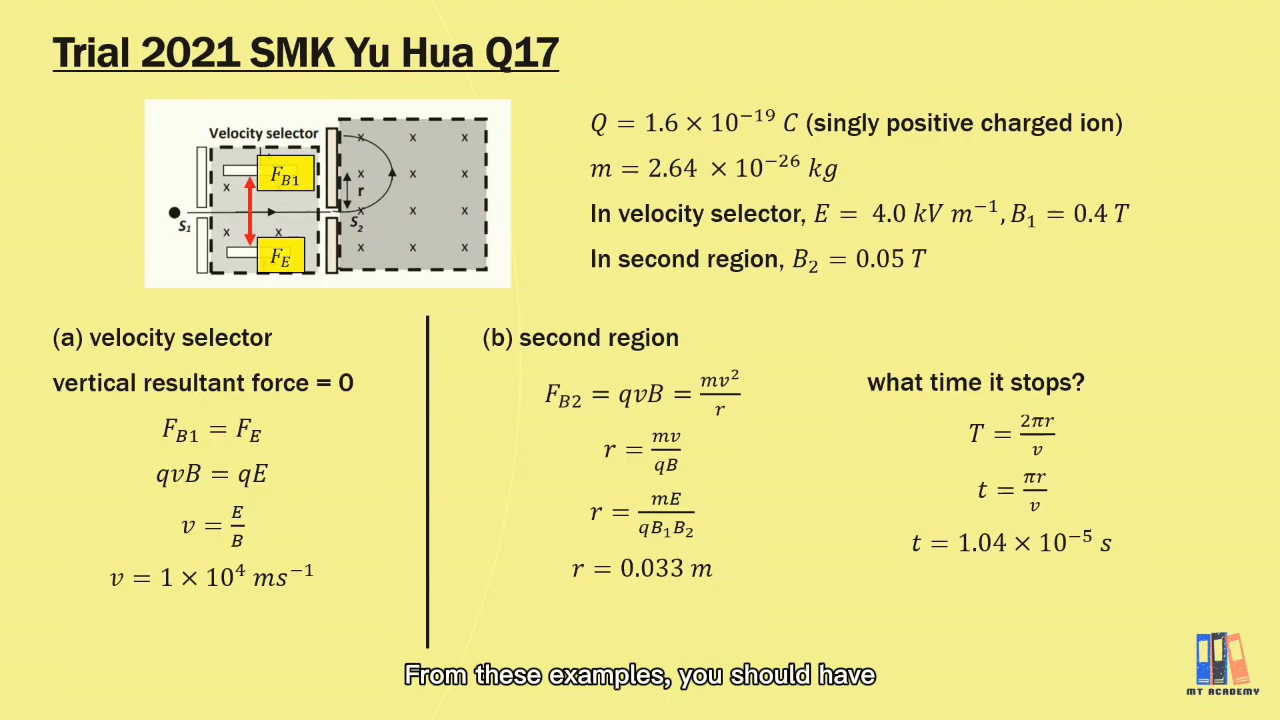 Trial 2021 SMK Yu Hua Q17
Velocity selector
F_B1
x x x
x x x x
r
S1
x x x
S2
x x
F_E
x x x
Q = 1.6 × 10⁻¹⁹ C (singly positive charged ion)
m = 2.64 × 10⁻²⁶ kg
In velocity selector, E = 4.0 kV m⁻¹, B₁ = 0.4 T
In second region, B₂ = 0.05 T
(a) velocity selector
vertical resultant force = 0
F_B1 = F_E
qvB = qE
v = E/B
v = 1 × 10⁴ ms⁻¹
(b) second region
F_B2 = qvB = mv²/r
r = mv/qB
r = mE/qB₁B₂
r = 0.033 m
what time it stops?
T = 2πr/v
t = πr/v
t = 1.04 × 10⁻⁵ s
From these examples, you should have
MT ACADEMY